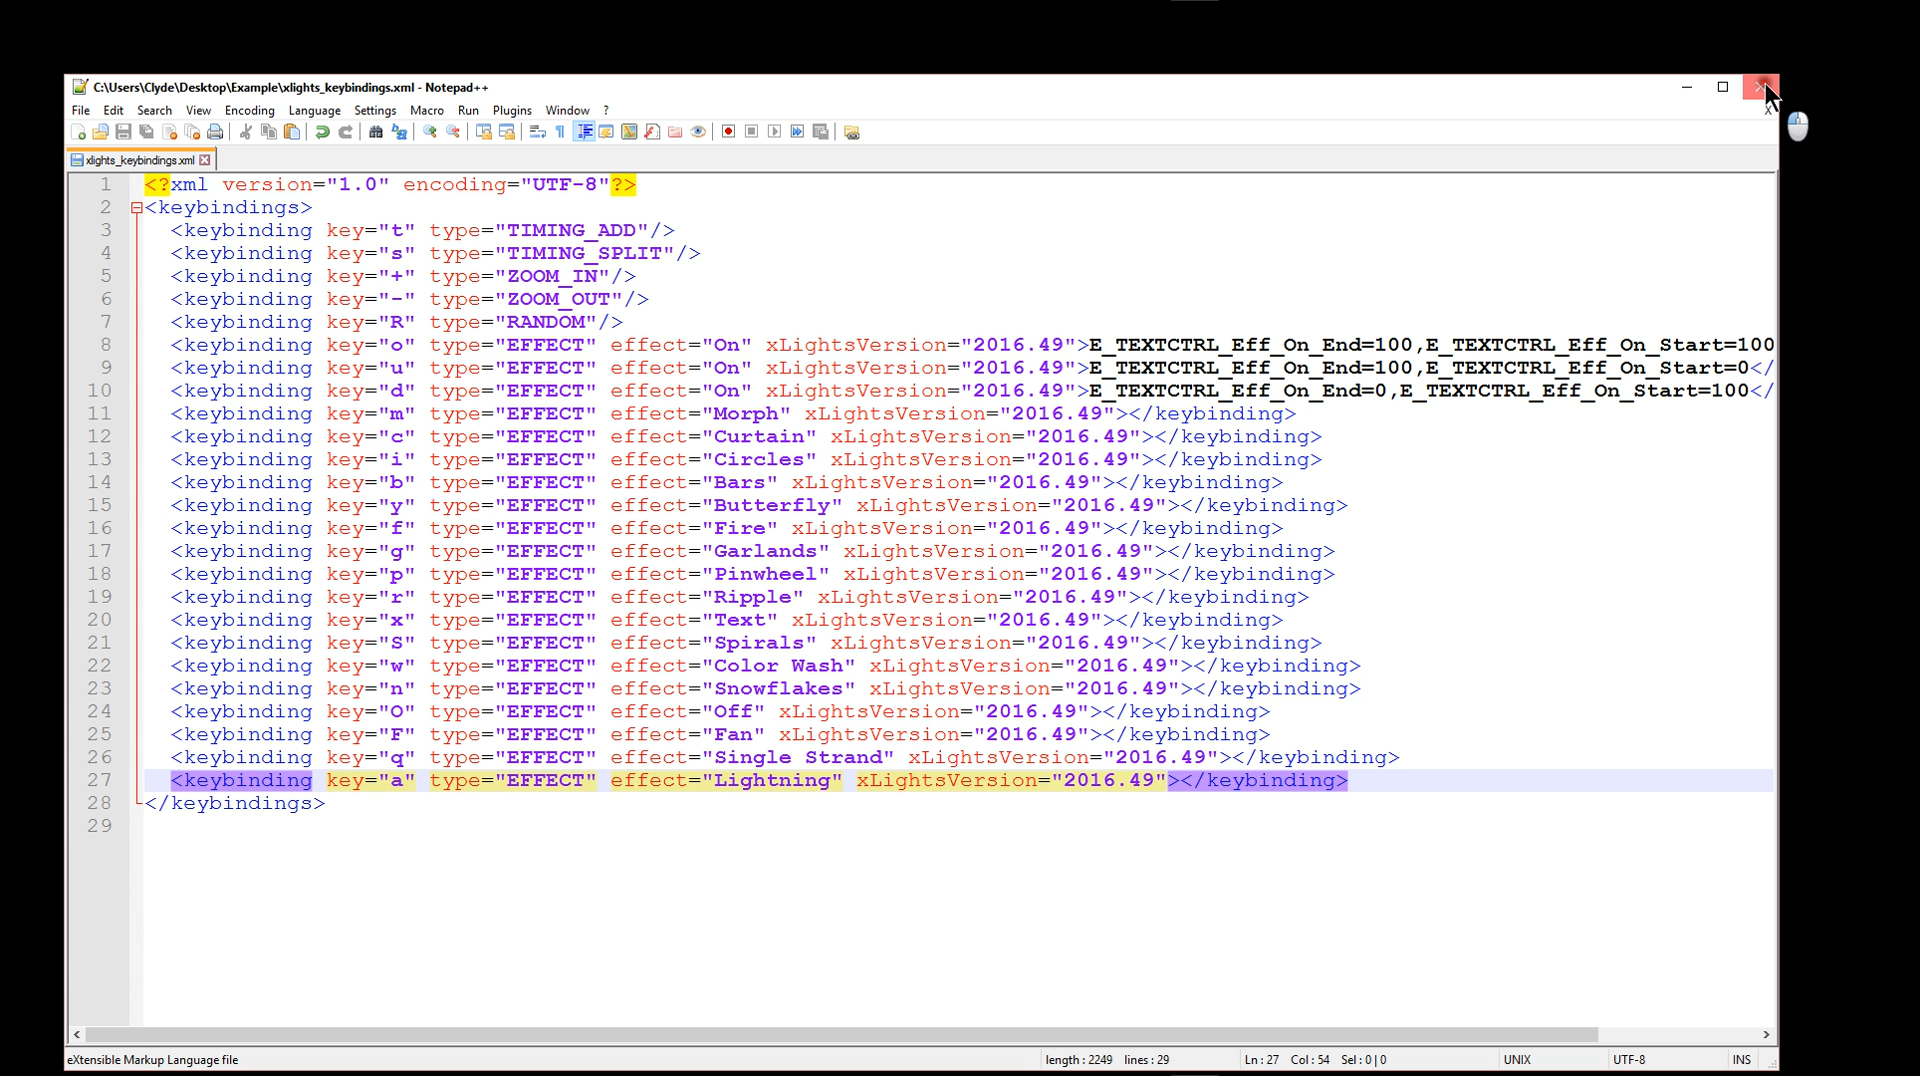 C:\Users\Clyde\Desktop\Example\xlights_keybindings.xml - Notepad++
File Edit Search View Encoding Language Settings Macro Run Plugins Window ? X
xlights_keybindings.xml
1 <?xml version="1.0" encoding="UTF-8"?>
2 <keybindings>
3 <keybinding key="t" type="TIMING_ADD"/>
4 <keybinding key="s" type="TIMING_SPLIT"/>
5 <keybinding key="+" type="ZOOM_IN"/>
6 <keybinding key="-" type="ZOOM_OUT"/>
7 <keybinding key="R" type="RANDOM"/>
8 <keybinding key="o" type="EFFECT" effect="On" xLightsVersion="2016.49">E_TEXTCTRL_Eff_On_End=100,E_TEXTCTRL_Eff_On_Start=100
9 <keybinding key="u" type="EFFECT" effect="On" xLightsVersion="2016.49">E_TEXTCTRL_Eff_On_End=100,E_TEXTCTRL_Eff_On_Start=0</
10 <keybinding key="d" type="EFFECT" effect="On" xLightsVersion="2016.49">E_TEXTCTRL_Eff_On_End=0,E_TEXTCTRL_Eff_On_Start=100</
11 <keybinding key="m" type="EFFECT" effect="Morph" xLightsVersion="2016.49"></keybinding>
12 <keybinding key="c" type="EFFECT" effect="Curtain" xLightsVersion="2016.49"></keybinding>
13 <keybinding key="i" type="EFFECT" effect="Circles" xLightsVersion="2016.49"></keybinding>
14 <keybinding key="b" type="EFFECT" effect="Bars" xLightsVersion="2016.49"></keybinding>
15 <keybinding key="y" type="EFFECT" effect="Butterfly" xLightsVersion="2016.49"></keybinding>
16 <keybinding key="f" type="EFFECT" effect="Fire" xLightsVersion="2016.49"></keybinding>
17 <keybinding key="g" type="EFFECT" effect="Garlands" xLightsVersion="2016.49"></keybinding>
18 <keybinding key="p" type="EFFECT" effect="Pinwheel" xLightsVersion="2016.49"></keybinding>
19 <keybinding key="r" type="EFFECT" effect="Ripple" xLightsVersion="2016.49"></keybinding>
20 <keybinding key="x" type="EFFECT" effect="Text" xLightsVersion="2016.49"></keybinding>
21 <keybinding key="S" type="EFFECT" effect="Spirals" xLightsVersion="2016.49"></keybinding>
22 <keybinding key="w" type="EFFECT" effect="Color Wash" xLightsVersion="2016.49"></keybinding>
23 <keybinding key="n" type="EFFECT" effect="Snowflakes" xLightsVersion="2016.49"></keybinding>
24 <keybinding key="O" type="EFFECT" effect="Off" xLightsVersion="2016.49"></keybinding>
25 <keybinding key="F" type="EFFECT" effect="Fan" xLightsVersion="2016.49"></keybinding>
26 <keybinding key="q" type="EFFECT" effect="Single Strand" xLightsVersion="2016.49"></keybinding>
27 <keybinding key="a" type="EFFECT" effect="Lightning" xLightsVersion="2016.49"></keybinding>
28 </keybindings>
29
eXtensible Markup Language file length : 2249 lines : 29 Ln : 27 Col : 54 Sel : 0 | 0 UNIX UTF-8 INS